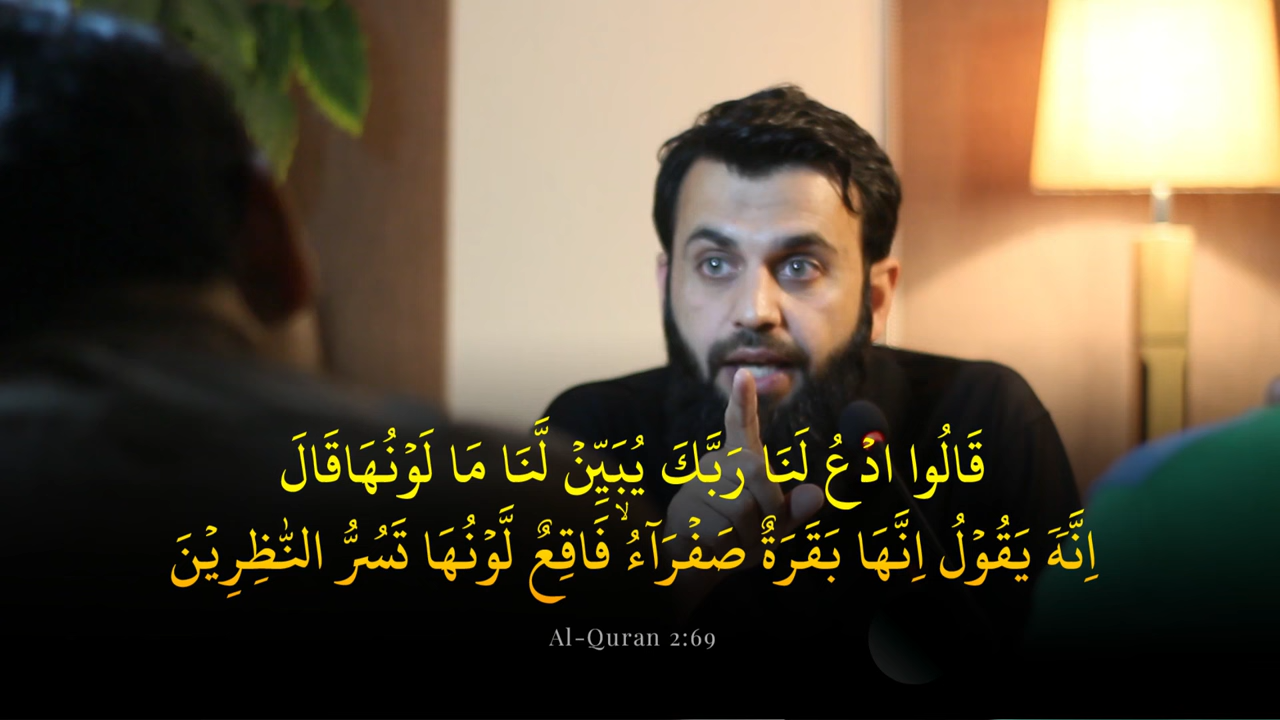 قَالُوا ادْعُ لَنَا رَبَّكَ يُبَيِّنْ لَّنَا مَا لَوْنُهَاقَالَ
اِنَّهٗ يَقُوْلُ اِنَّهَا بَقَرَةٌ صَفْرَآءُۙ فَاقِعٌ لَّوْنُهَا تَسُرُّ النّٰظِرِيْنَ
Al-Quran 2:69